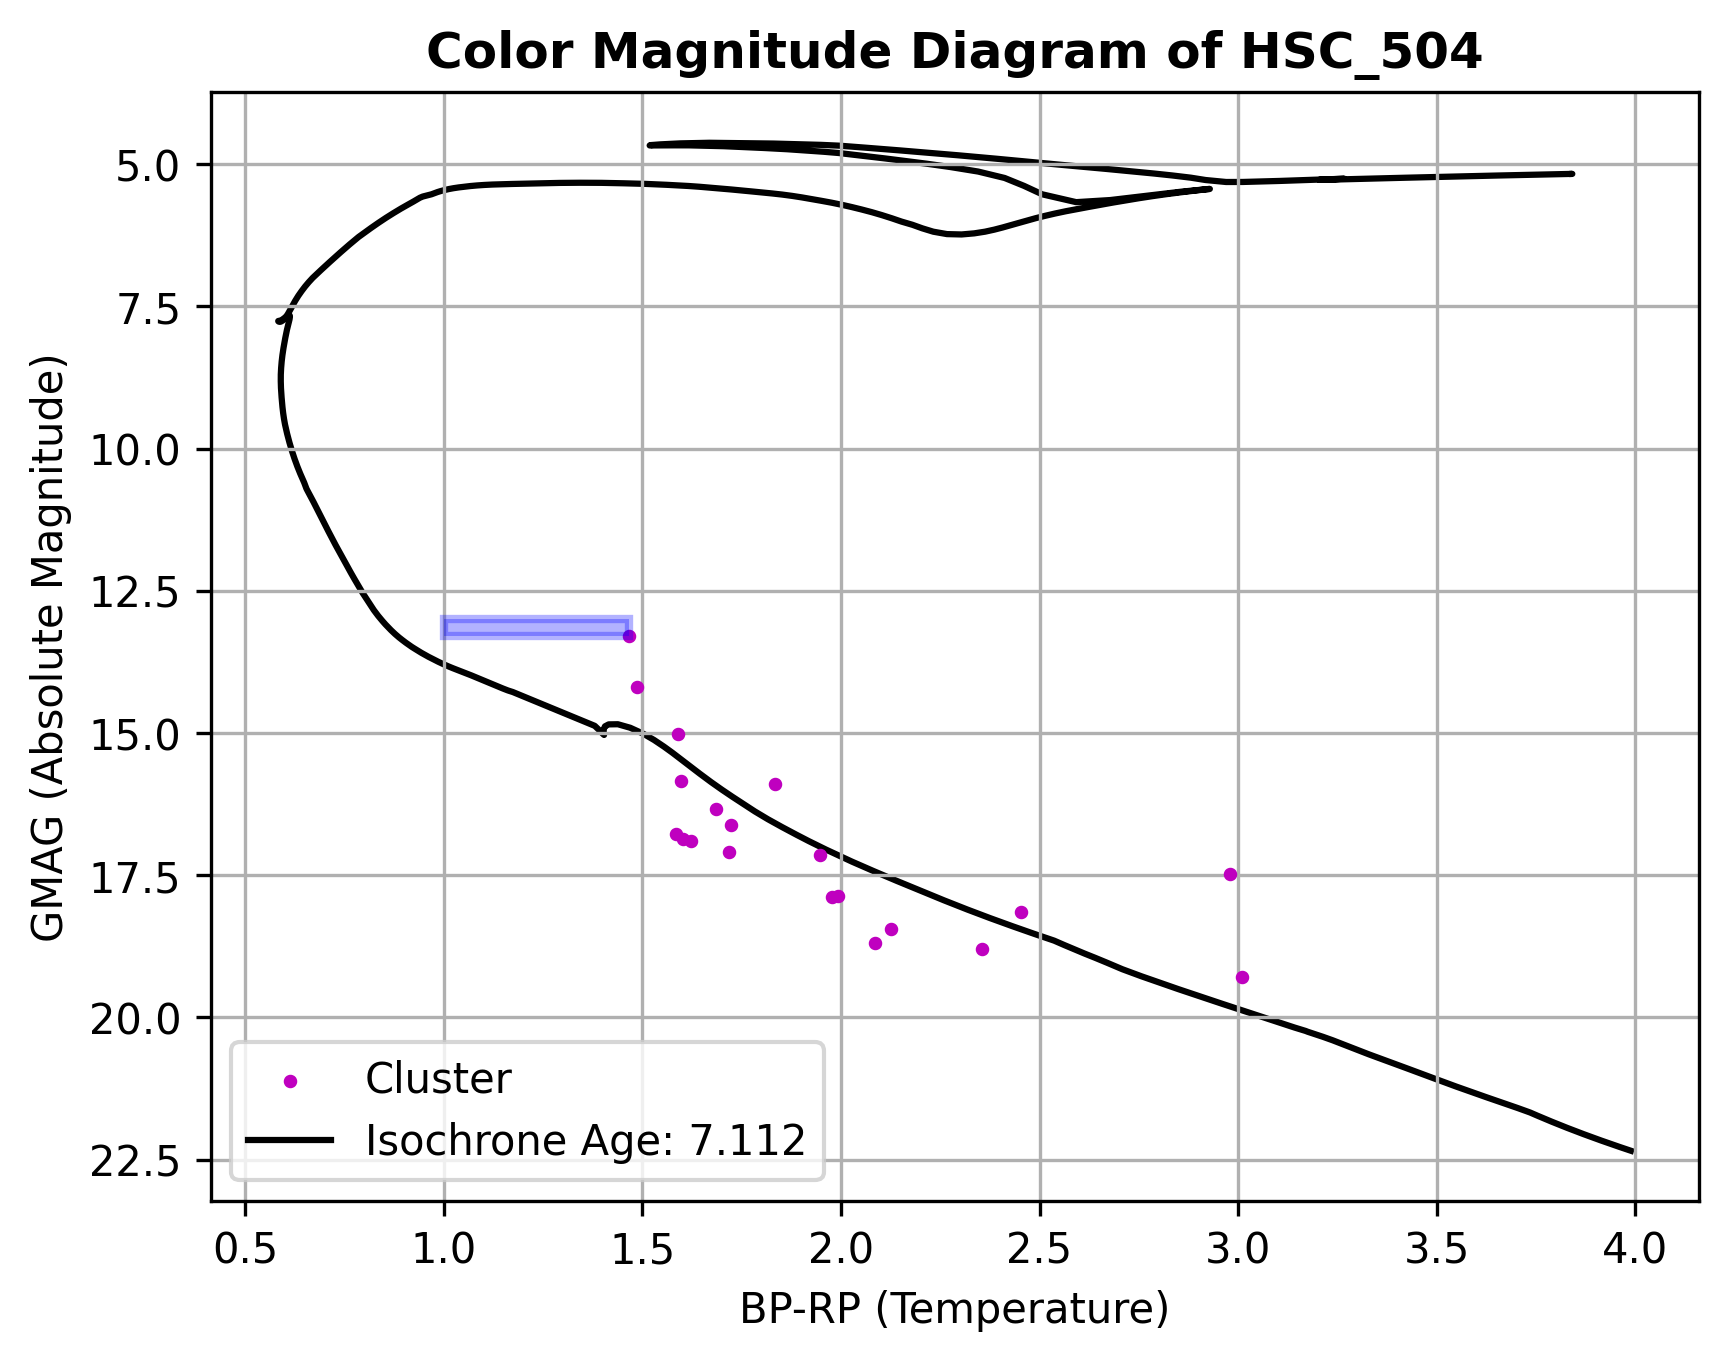 Color Magnitude Diagram of HSC_504
GMAG (Absolute Magnitude)
5.0
7.5
10.0
12.5
15.0
17.5
20.0
22.5
Cluster
Isochrone Age: 7.112
0.5 1.0 1.5 2.0 2.5 3.0 3.5 4.0
BP-RP (Temperature)